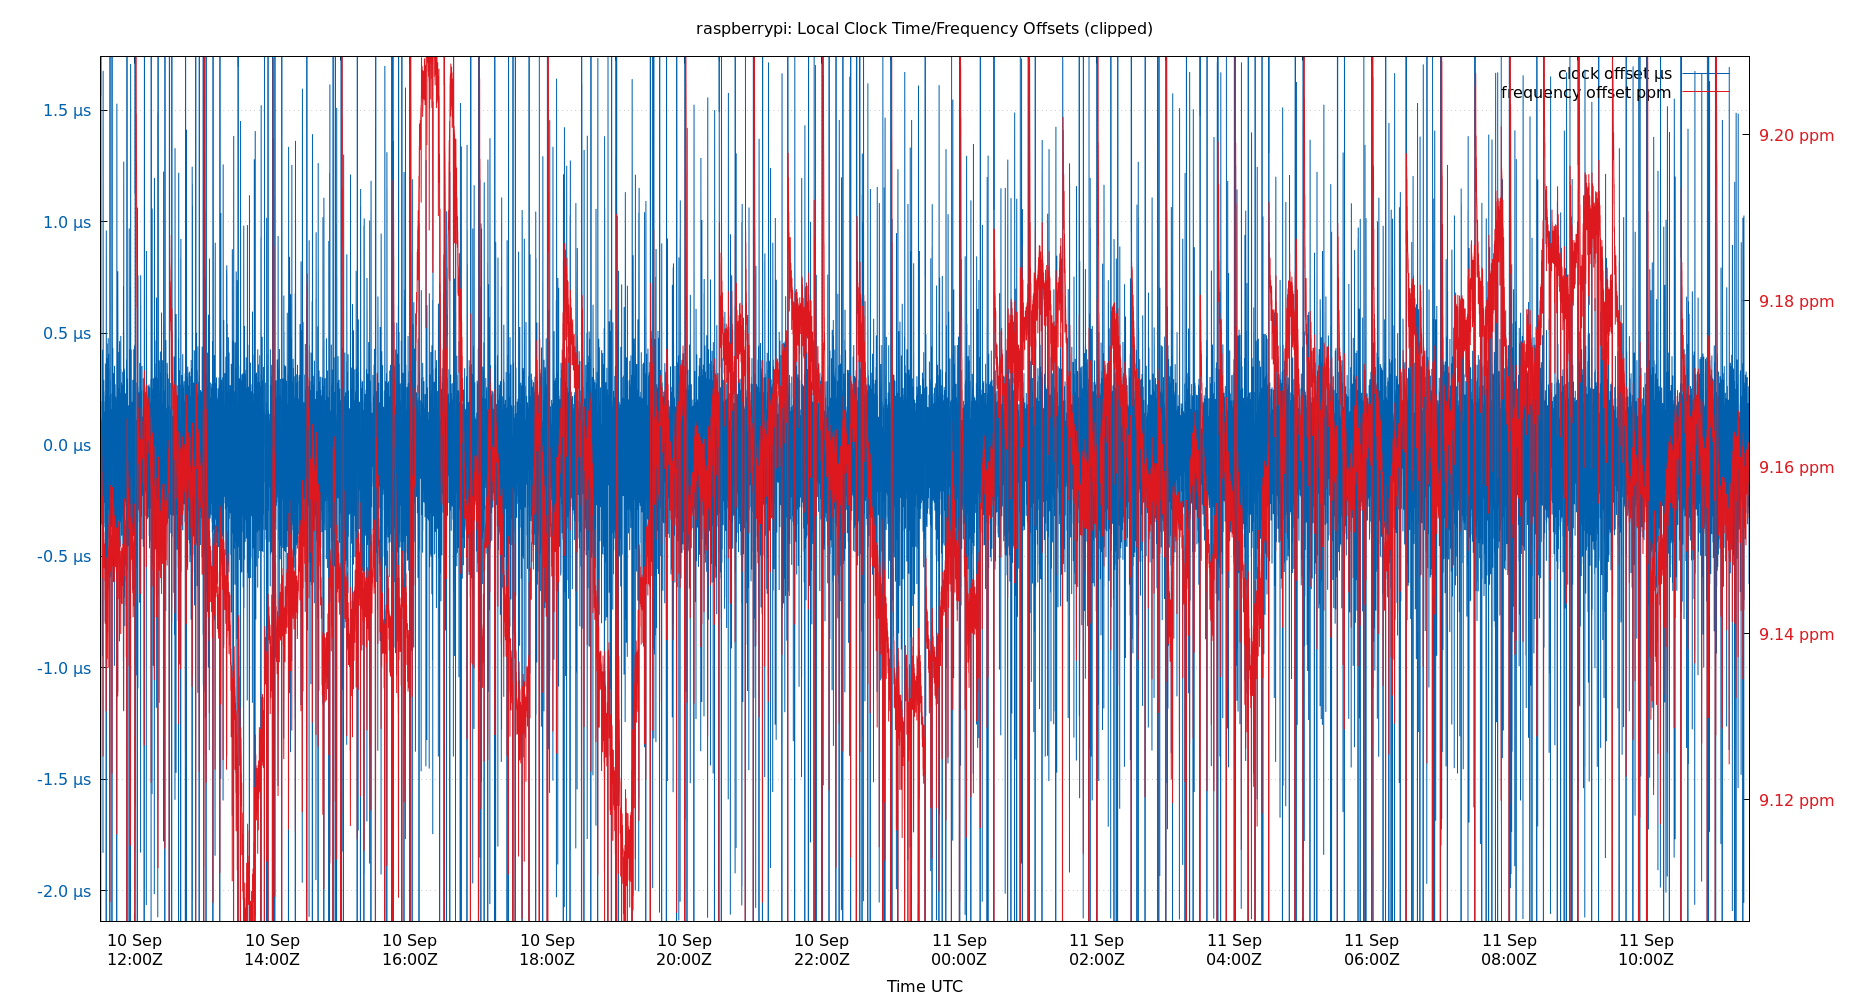 raspberrypi: Local Clock Time/Frequency Offsets (clipped)
clock offset µs
frequency offset ppm
1.5 µs
1.0 µs
0.5 µs
0.0 µs
-0.5 µs
-1.0 µs
-1.5 µs
-2.0 µs
9.20 ppm
9.18 ppm
9.16 ppm
9.14 ppm
9.12 ppm
10 Sep 10 Sep 10 Sep 10 Sep 10 Sep 10 Sep 11 Sep 11 Sep 11 Sep 11 Sep 11 Sep 11 Sep
12:00Z 14:00Z 16:00Z 18:00Z 20:00Z 22:00Z 00:00Z 02:00Z 04:00Z 06:00Z 08:00Z 10:00Z
Time UTC